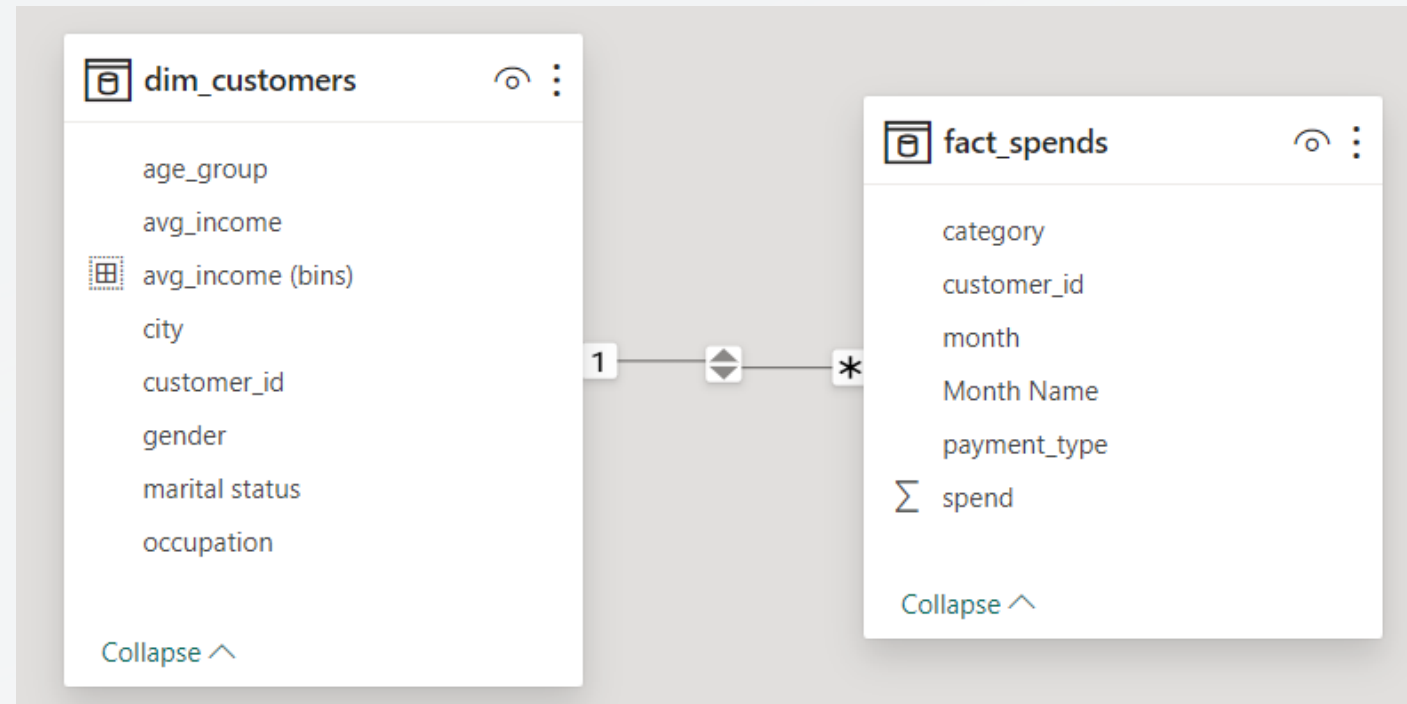 dim_customers
age_group
avg_income
avg_income (bins)
city
customer_id
gender
marital status
occupation
Collapse
1
*
fact_spends
category
customer_id
month
Month Name
payment_type
∑ spend
Collapse